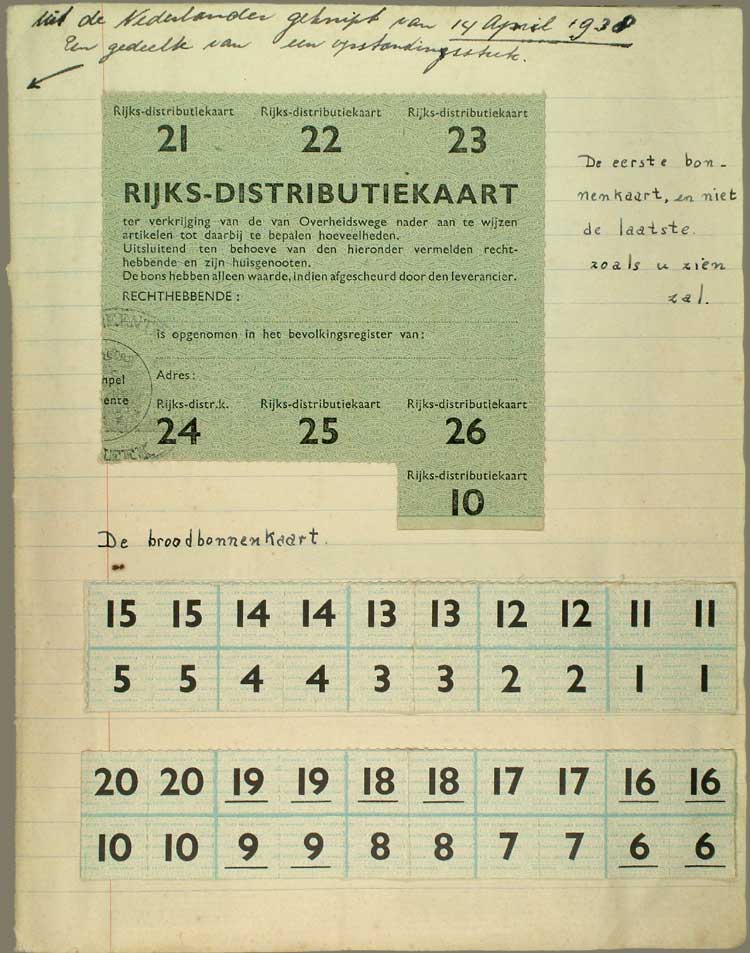 uit de Nederlander geknipt van 14 April 1938
Een gedeelte van een opstandingsstuk.
Rijks-distributiekaart Rijks-distributiekaart Rijks-distributiekaart
21 22 23
RIJKS-DISTRIBUTIEKAART
ter verkrijging van de van Overheidswege nader aan te wijzen
artikelen tot daarbij te bepalen hoeveelheden.
Uitsluitend ten behoeve van den hieronder vermelden recht-
hebbende en zijn huisgenooten.
De bons hebben alleen waarde, indien afgescheurd door den leverancier.
RECHTHEBBENDE:
is opgenomen in het bevolkingsregister van:
Adres:
mpel
eente
Rijks-distr.k. Rijks-distributiekaart Rijks-distributiekaart
24 25 26
Rijks-distributiekaart
10
De eerste bon-
nenkaart, en niet
de laatste.
zoals u zien
zal.
De broodbonnenkaart.
15 15 14 14 13 13 12 12 11 11
5 5 4 4 3 3 2 2 1 1
20 20 19 19 18 18 17 17 16 16
10 10 9 9 8 8 7 7 6 6